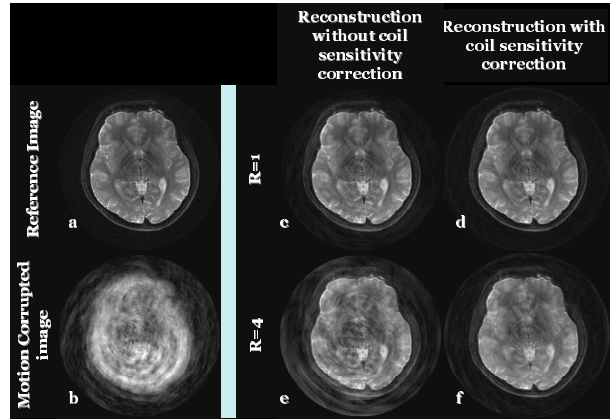 Reconstruction
without coil
sensitivity
correction
Reconstruction with
coil sensitivity
correction
Reference Image
a
R=1
c
d
Motion Corrupted
image
b
R=4
e
f